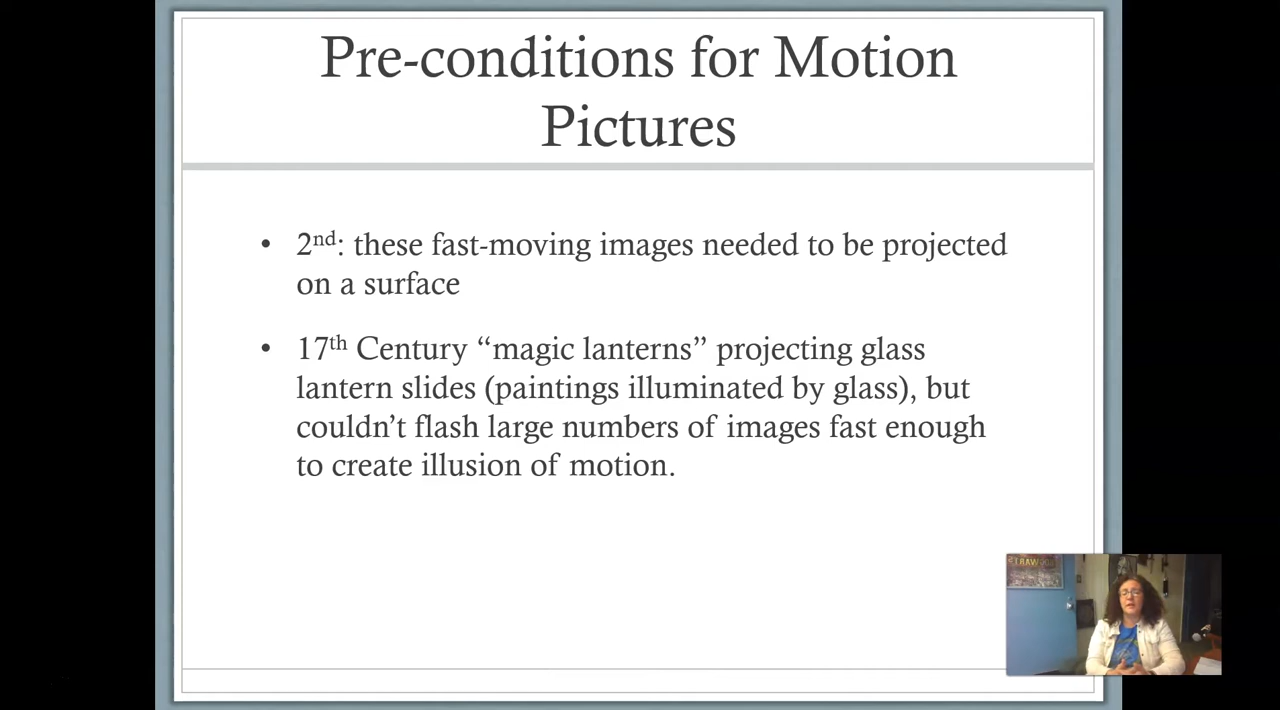 Pre-conditions for Motion
Pictures
• 2nd: these fast-moving images needed to be projected
on a surface
• 17th Century “magic lanterns” projecting glass
lantern slides (paintings illuminated by glass), but
couldn’t flash large numbers of images fast enough
to create illusion of motion.